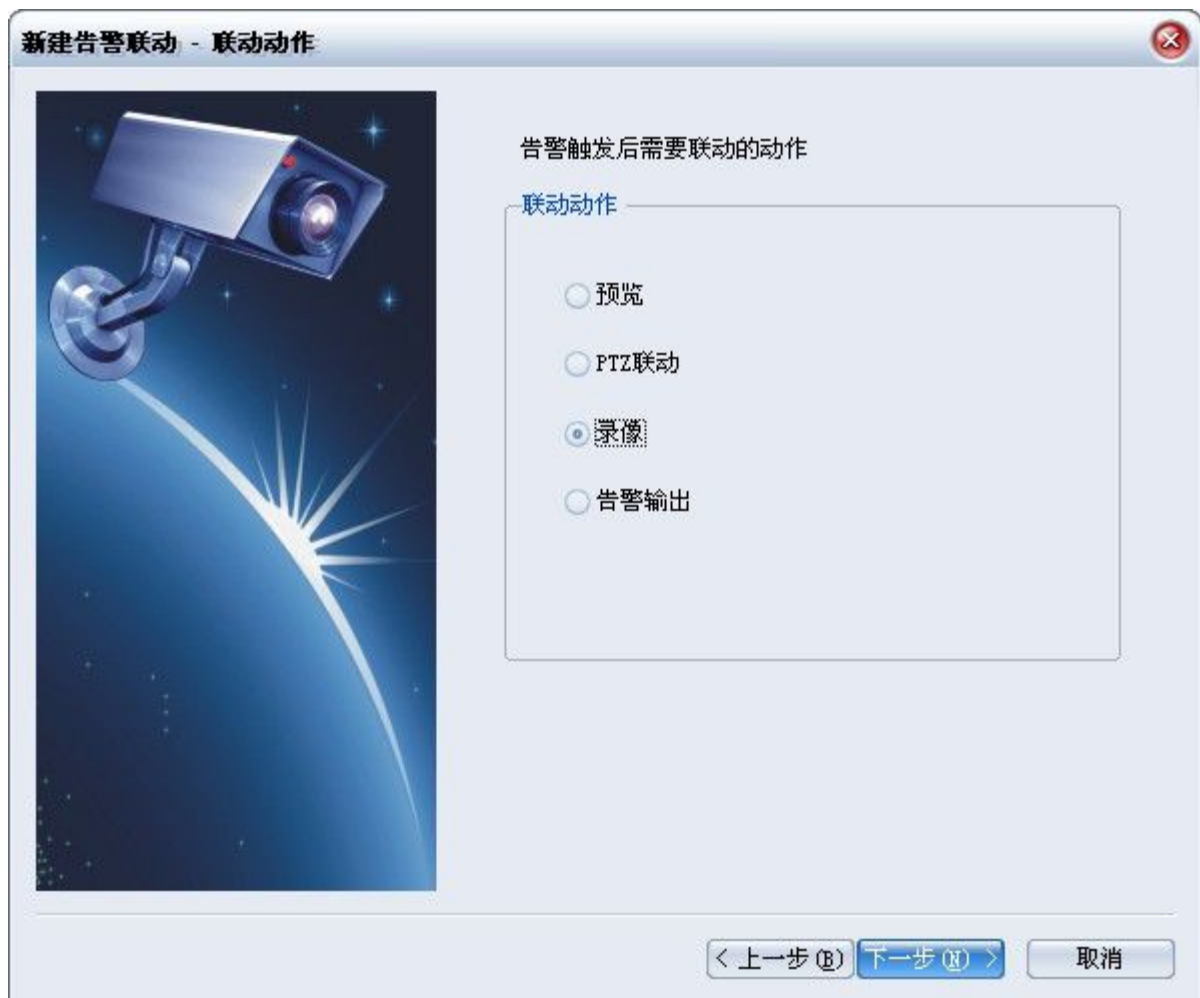 新建告警联动 - 联动动作
告警触发后需要联动的动作
联动动作
预览
PTZ联动
录像
告警输出
< 上一步(B) 下一步(N) > 取消